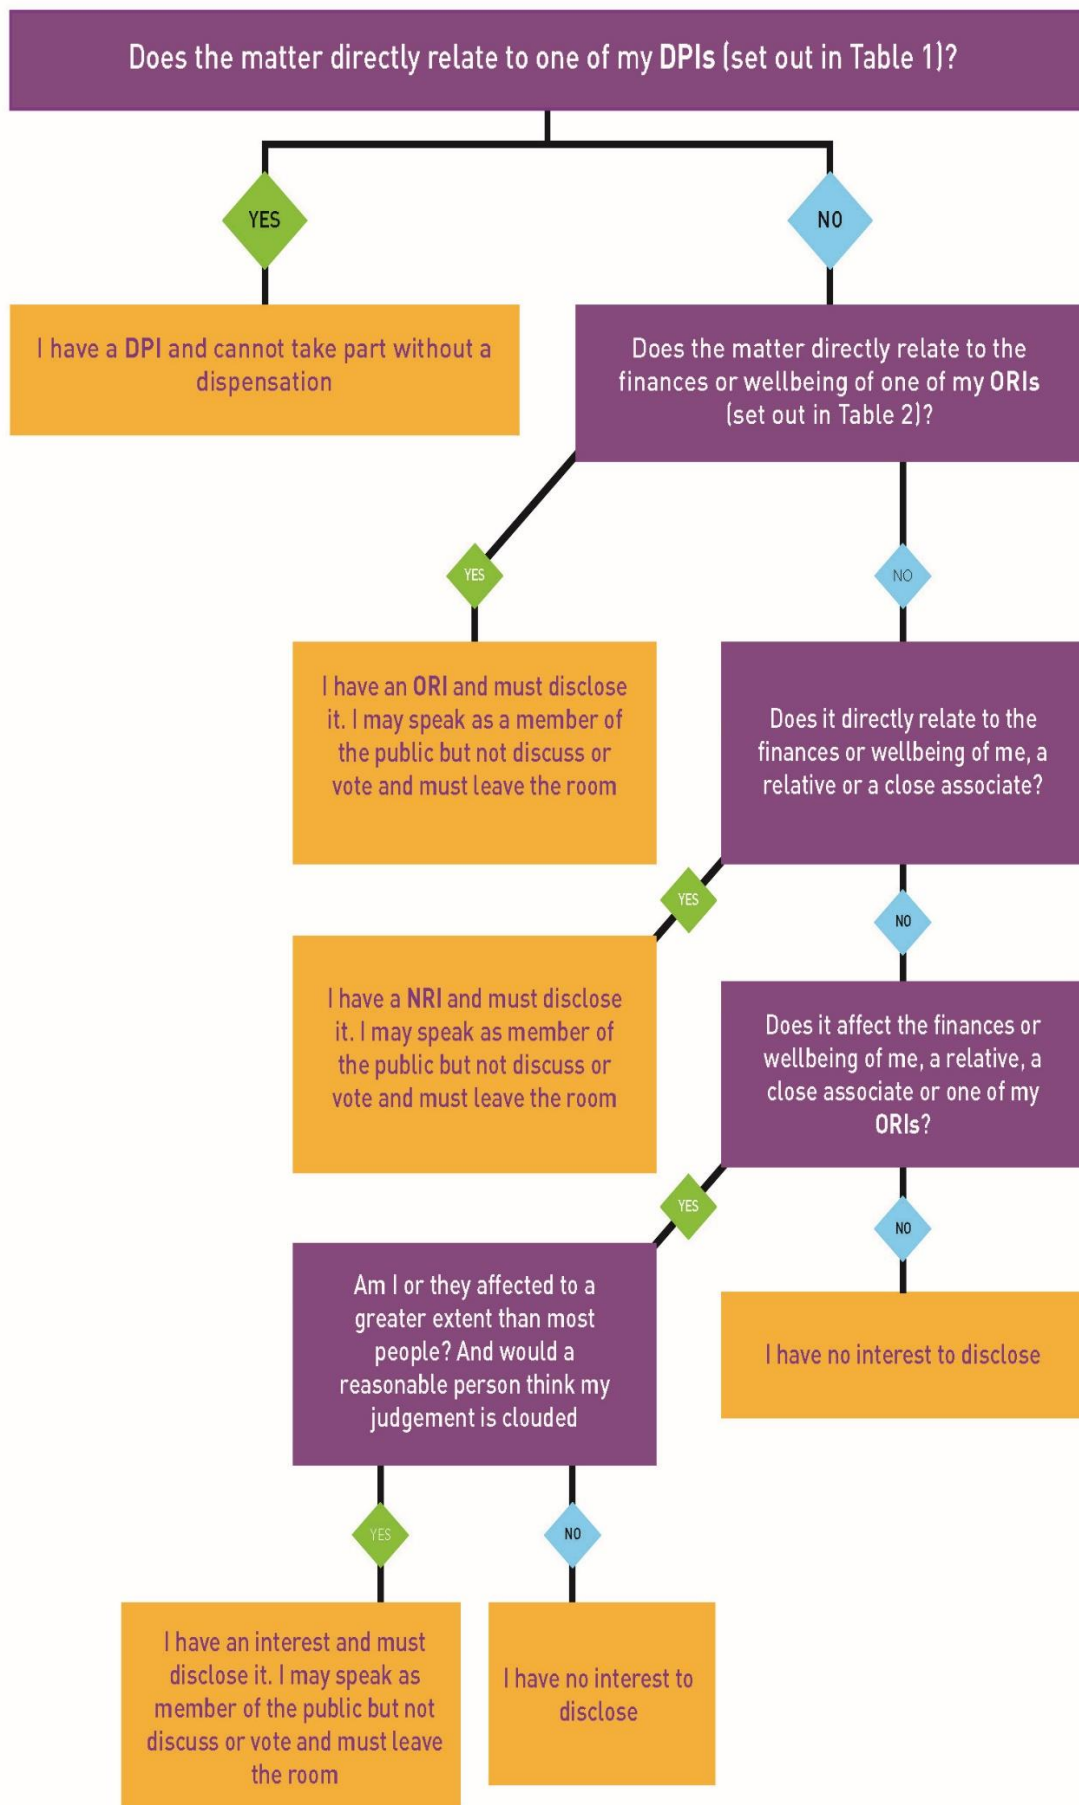 Does the matter directly relate to one of my DPIs (set out in Table 1)?
YES
NO
I have a DPI and cannot take part without a
dispensation
Does the matter directly relate to the
finances or wellbeing of one of my ORIs
(set out in Table 2)?
YES
NO
I have an ORI and must disclose
it. I may speak as a member of
the public but not discuss or
vote and must leave the room
Does it directly relate to the
finances or wellbeing of me, a
relative or a close associate?
YES
NO
I have a NRI and must disclose
it. I may speak as member of
the public but not discuss or
vote and must leave the room
Does it affect the finances or
wellbeing of me, a relative, a
close associate or one of my
ORIs?
YES
NO
Am I or they affected to a
greater extent than most
people? And would a
reasonable person think my
judgement is clouded
I have no interest to disclose
YES
NO
I have an interest and must
disclose it. I may speak as
member of the public but not
discuss or vote and must leave
the room
I have no interest to
disclose